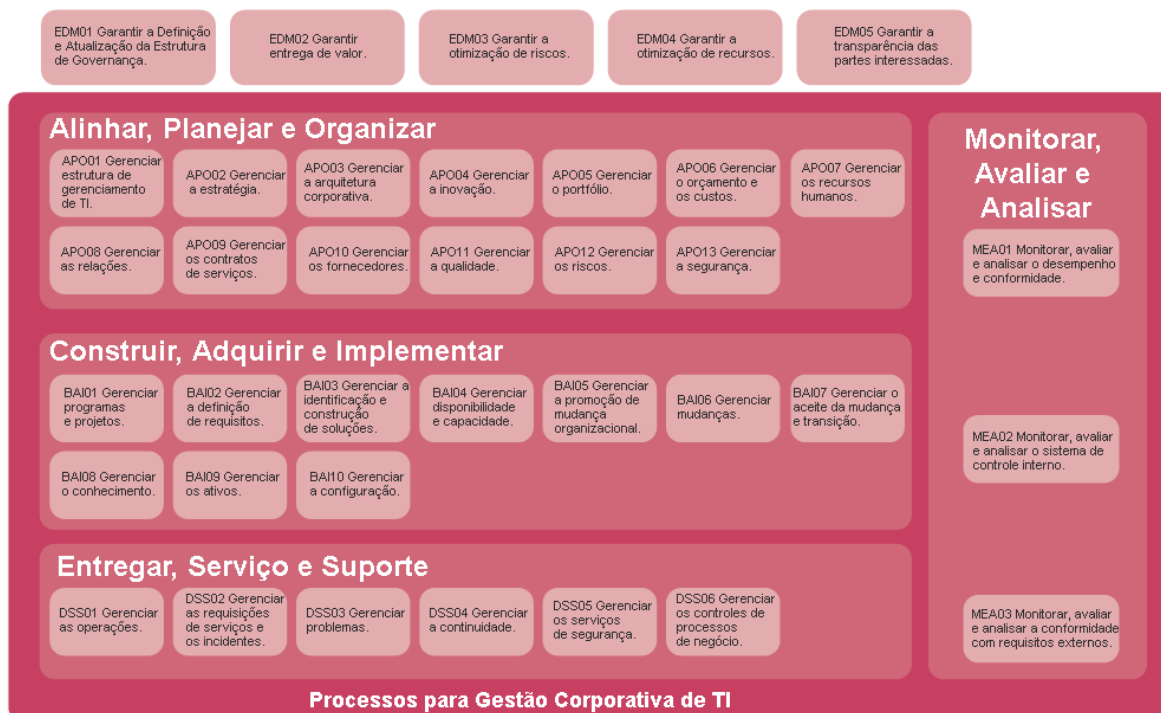 EDM01 Garantir a Definição
e Atualização da Estrutura
de Governança.
EDM02 Garantir
entrega de valor.
EDM03 Garantir a
otimização de riscos.
EDM04 Garantir a
otimização de recursos.
EDM05 Garantir a
transparência das
partes interessadas.
Alinhar, Planejar e Organizar
APO01 Gerenciar
estrutura de
gerenciamento
de TI.
APO02 Gerenciar
a estratégia.
APO03 Gerenciar
a arquitetura
corporativa.
APO04 Gerenciar
a inovação.
APO05 Gerenciar
o portfólio.
APO06 Gerenciar
o orçamento e
os custos.
APO07 Gerenciar
os recursos
humanos.
APO08 Gerenciar
as relações.
APO09 Gerenciar
os contratos
de serviços.
APO10 Gerenciar
os fornecedores.
APO11 Gerenciar
a qualidade.
APO12 Gerenciar
os riscos.
APO13 Gerenciar
a segurança.
Construir, Adquirir e Implementar
BAI01 Gerenciar
programas
e projetos.
BAI02 Gerenciar
a definição
de requisitos.
BAI03 Gerenciar a
identificação e
construção
de soluções.
BAI04 Gerenciar
disponibilidade
e capacidade.
BAI05 Gerenciar
a promoção de
mudança
organizacional.
BAI06 Gerenciar
mudanças.
BAI07 Gerenciar o
aceite da mudança
e transição.
BAI08 Gerenciar
o conhecimento.
BAI09 Gerenciar
os ativos.
BAI10 Gerenciar
a configuração.
Entregar, Serviço e Suporte
DSS01 Gerenciar
as operações.
DSS02 Gerenciar
as requisições
de serviços e
os incidentes.
DSS03 Gerenciar
problemas.
DSS04 Gerenciar
a continuidade.
DSS05 Gerenciar
os serviços
de segurança.
DSS06 Gerenciar
os controles de
processos
de negócio.
Monitorar,
Avaliar e
Analisar
MEA01 Monitorar, avaliar
e analisar o desempenho
e conformidade.
MEA02 Monitorar, avaliar
e analisar o sistema de
controle interno.
MEA03 Monitorar, avaliar
e analisar a conformidade
com requisitos externos.
Processos para Gestão Corporativa de TI